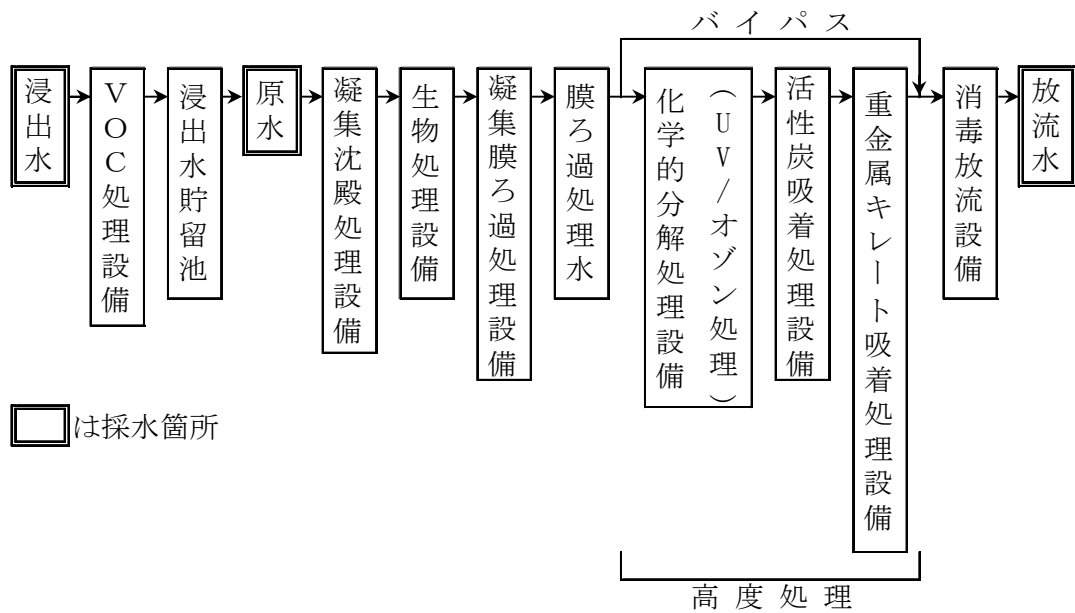 バイパス
浸出水
VOC処理設備
浸出水貯留池
原水
凝集沈殿処理設備
生物処理設備
凝集膜ろ過処理設備
膜ろ過処理水
化学的分解処理設備
(UV/オゾン処理)
活性炭吸着処理設備
重金属キレート吸着処理設備
消毒放流設備
放流水
は採水箇所
高度処理